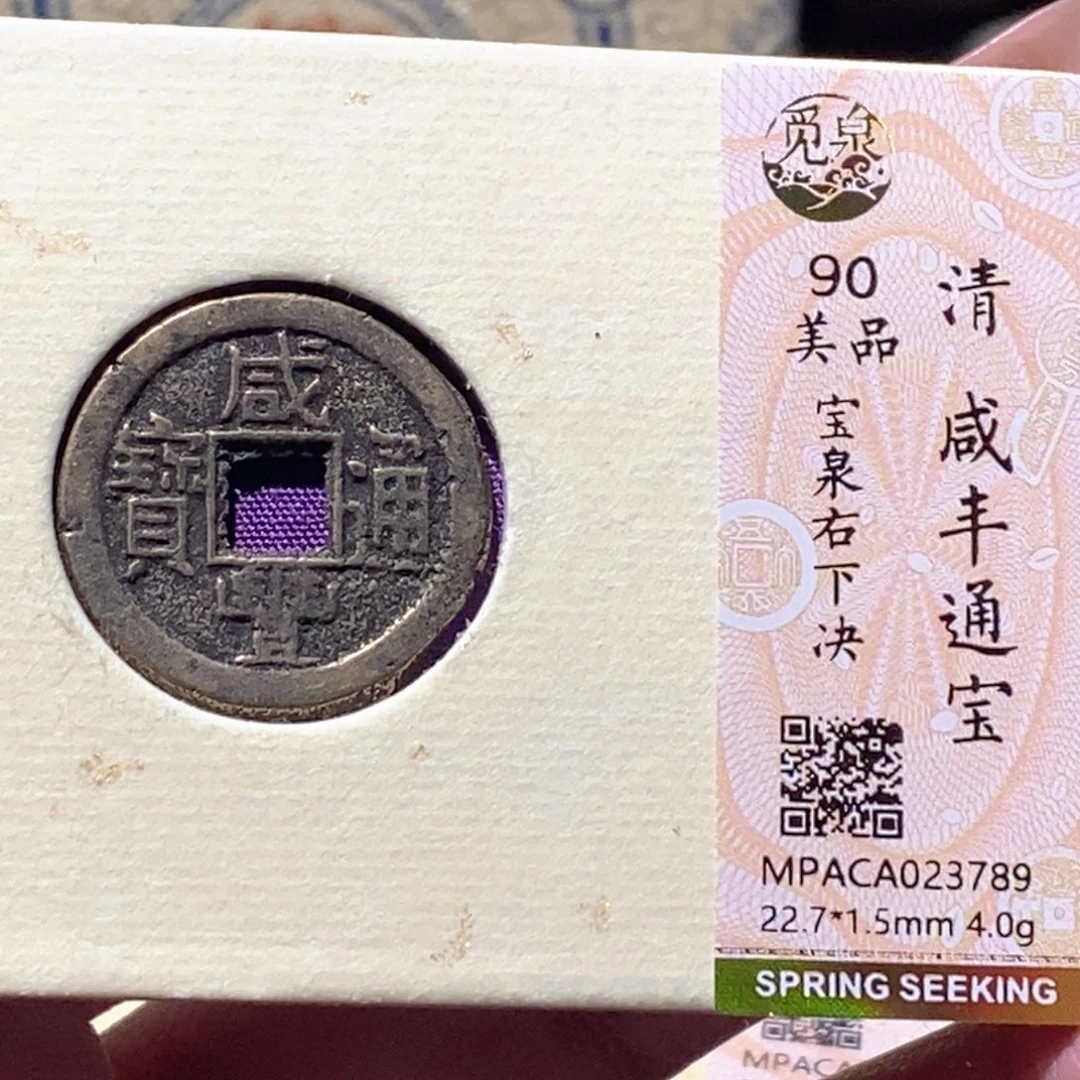 咸豐通寶
觅泉
清 咸丰通宝
90
美品
宝泉右下决
MPACA023789
22.7*1.5mm 4.0g
SPRING SEEKING
MPACA